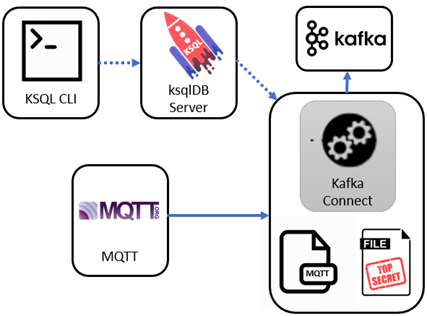 KSQL CLI
KSQL
ksqlDB
Server
kafka
Kafka
Connect
MQTT.ORG
MQTT
MQTT
FILE
TOP
SECRET